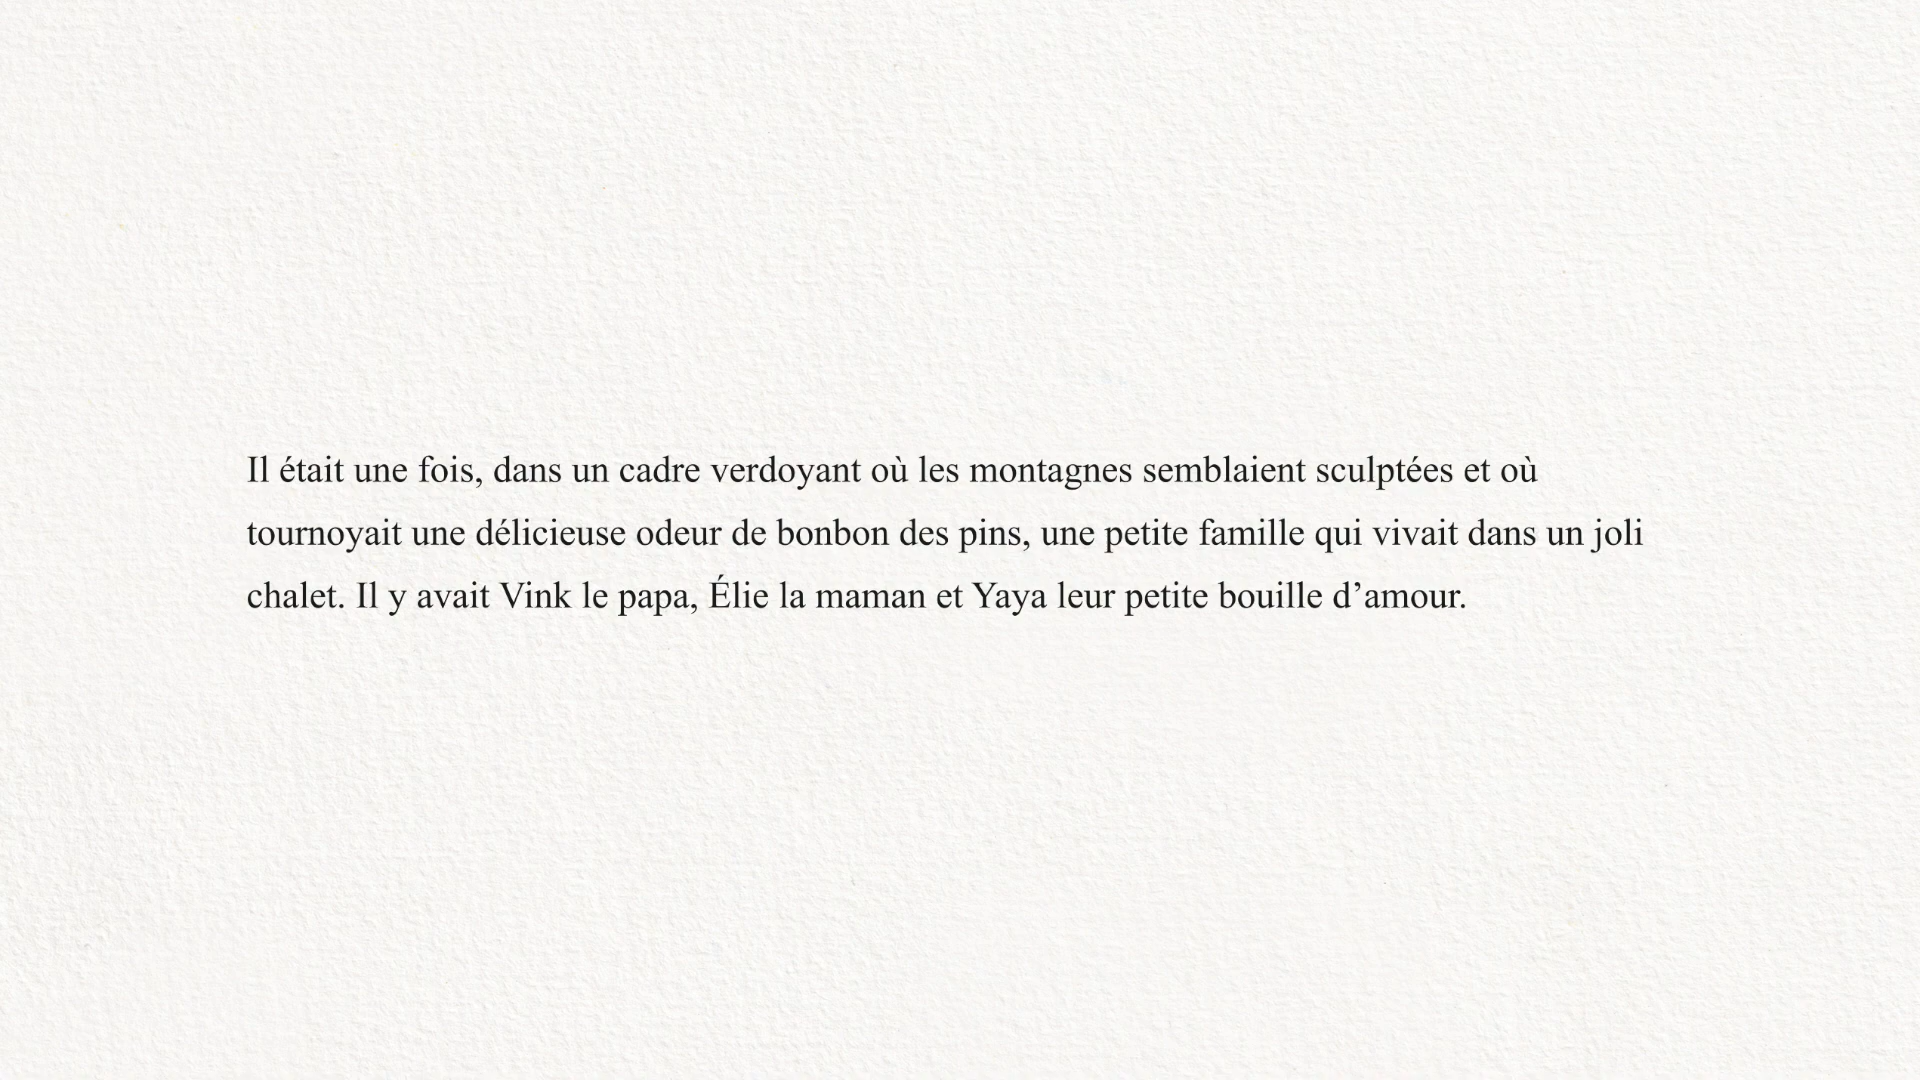 Il était une fois, dans un cadre verdoyant où les montagnes semblaient sculptées et où
tournoyait une délicieuse odeur de bonbon des pins, une petite famille qui vivait dans un joli
chalet. Il y avait Vink le papa, Élie la maman et Yaya leur petite bouille d’amour.